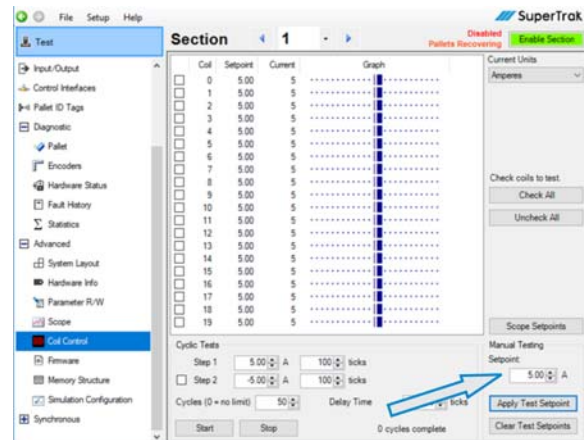 File Setup Help
SuperTrak
Test
Section 1 -
Disabled
Pallets Recovering
Enable Section
Input/Output
Control Interfaces
Pallet ID Tags
Diagnostic
Pallet
Encoders
Hardware Status
Fault History
Statistics
Advanced
System Layout
Hardware Info
Parameter R/W
Scope
Coil Control
Firmware
Memory Structure
Simulation Configuration
Synchronous
Coil Setpoint Current Graph
0 5.00 5
1 5.00 5
2 5.00 5
3 5.00 5
4 5.00 5
5 5.00 5
6 5.00 5
7 5.00 5
8 5.00 5
9 5.00 5
10 5.00 5
11 5.00 5
12 5.00 5
13 5.00 5
14 5.00 5
15 5.00 5
16 5.00 5
17 5.00 5
18 5.00 5
19 5.00 5
Current Units
Amperes
Check coils to test.
Check All
Uncheck All
Scope Setpoints
Cyclic Tests
Step 1 5.00 A 100 ticks
Step 2 -5.00 A 100 ticks
Cycles (0 = no limit) 50 Delay Time ticks
Start Stop 0 cycles complete
Manual Testing
Setpoint:
5.00 A
Apply Test Setpoint
Clear Test Setpoints